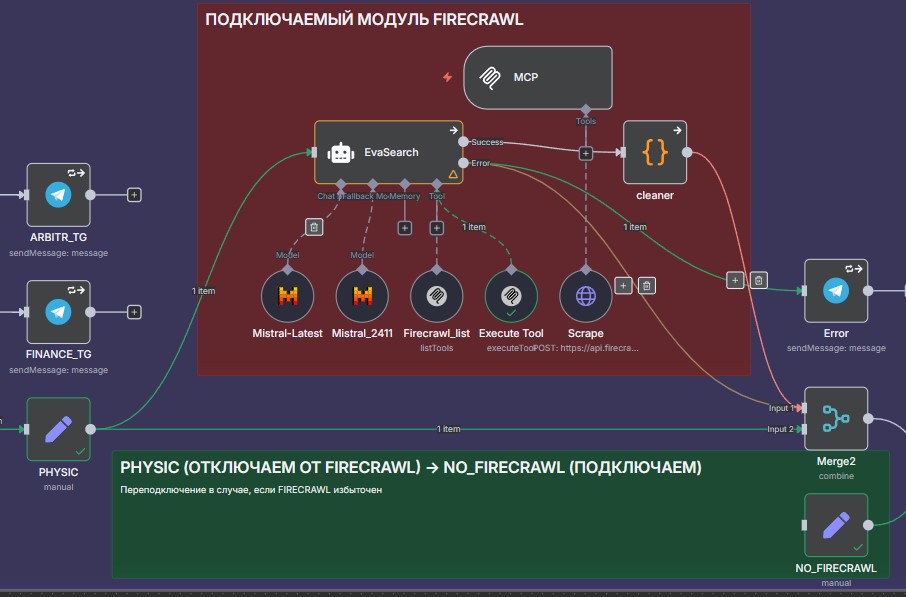 ПОДКЛЮЧАЕМЫЙ МОДУЛЬ FIRECRAWL
MCP
Tools
EvaSearch
Success
Error
cleaner
Chat
Fallback Mo
Memory
Tool
1 item
1 item
1 item
Model
Model
Mistral-Latest
Mistral_2411
Firecrawl_list
listTools
Execute Tool
executeTool
Scrape
POST: https://api.firecra...
ARBITR_TG
sendMessage: message
FINANCE_TG
sendMessage: message
Error
sendMessage: message
PHYSIC
manual
1 item
Input 1
Input 2
Merge2
combine
PHYSIC (ОТКЛЮЧАЕМ ОТ FIRECRAWL) → NO_FIRECRAWL (ПОДКЛЮЧАЕМ)
Переподключение в случае, если FIRECRAWL избыточен
NO_FIRECRAWL
manual